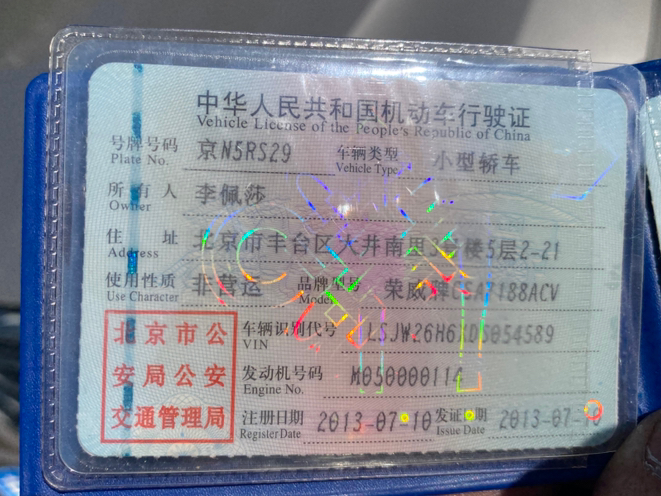 中华人民共和国机动车行驶证
Vehicle License of the People's Republic of China
号牌号码 京N5RS29 车辆类型 小型轿车
Plate No. Vehicle Type
所有人 李佩莎
Owner
住址 北京市丰台区大井南里3号楼5层2-21
Address
使用性质 非营运 品牌型号 荣威牌
Use Character Model
北京市公
安局公安
交通管理局
车辆识别代号
VIN
发动机号码
Engine No.
注册日期 2013-07-10 发证日期 2013-07-10
Register Date Issue Date